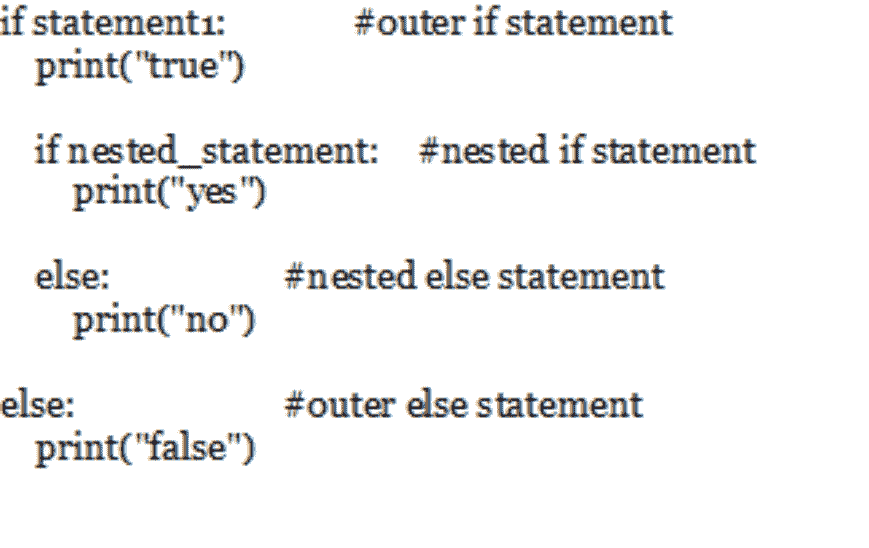 if statement1:                #outer if statement
    print("true")

    if nested_statement:    #nested if statement
        print("yes")

    else:                    #nested else statement
        print("no")

else:                        #outer else statement
    print("false")